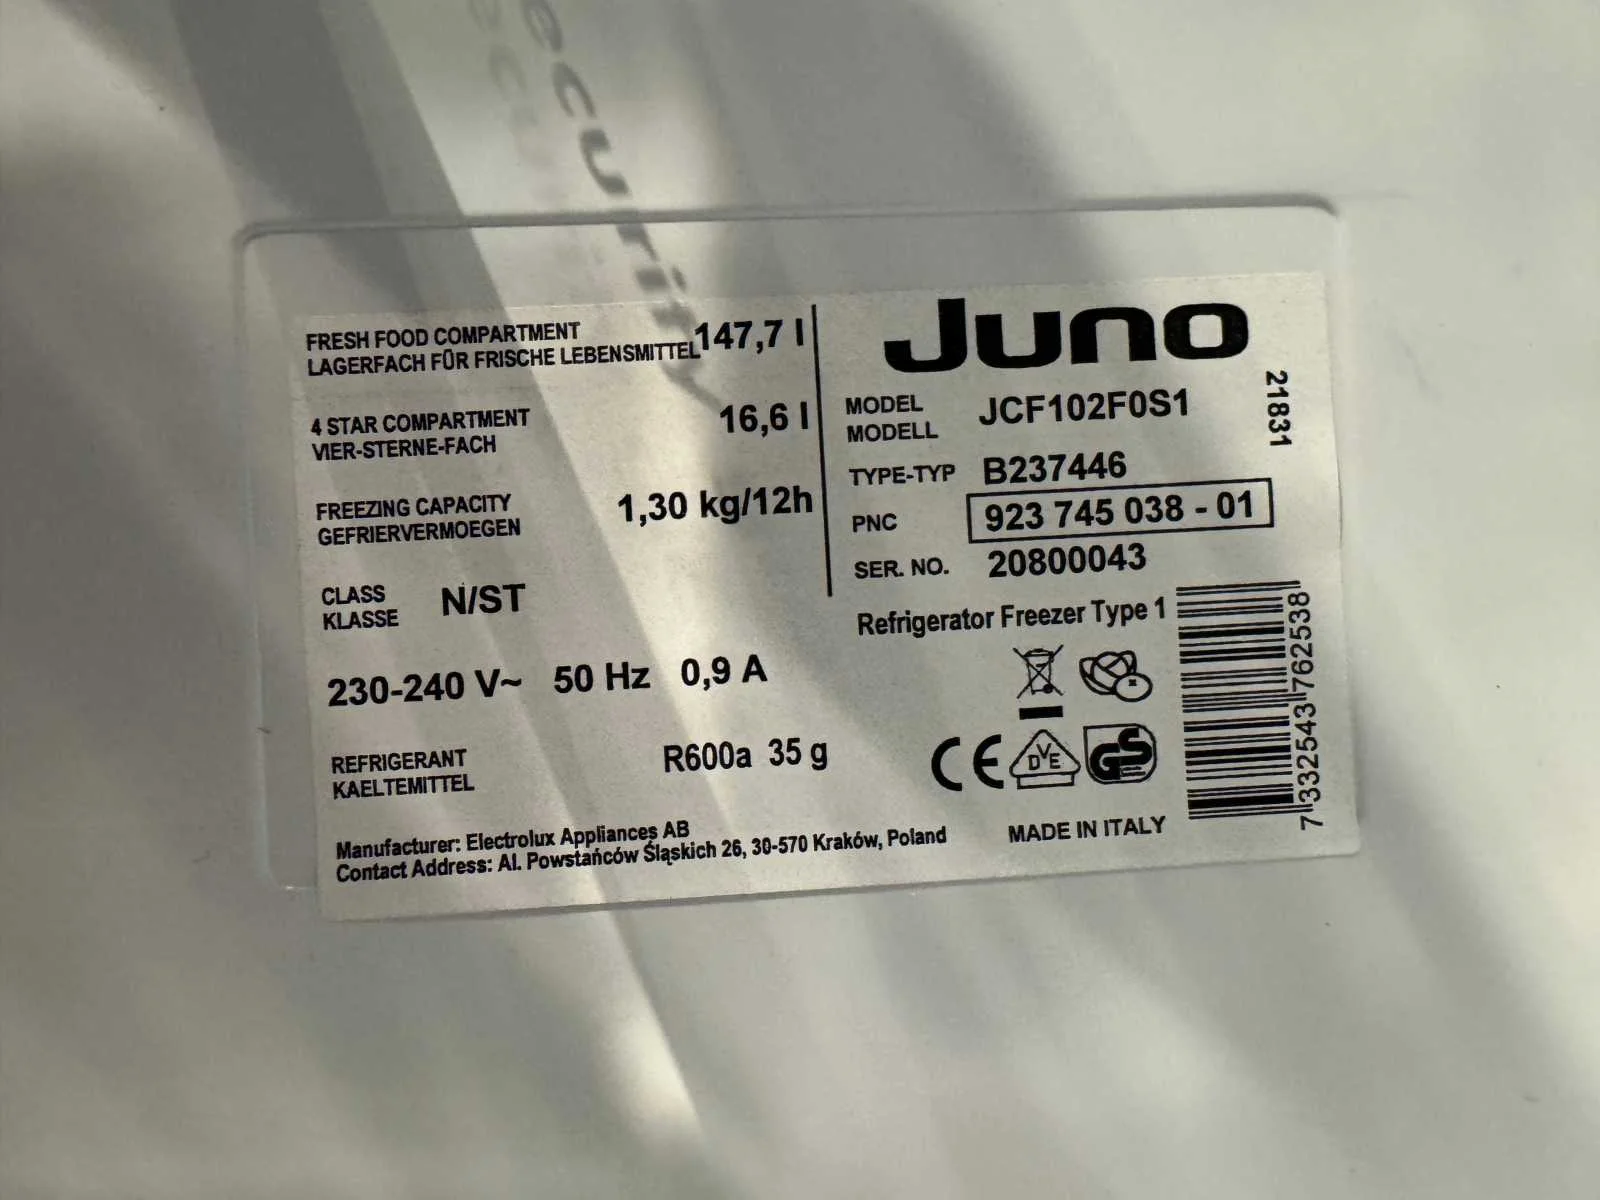 ecurity
FRESH FOOD COMPARTMENT
LAGERFACH FÜR FRISCHE LEBENSMITTEL 147,7 l
4 STAR COMPARTMENT
VIER-STERNE-FACH 16,6 l
FREEZING CAPACITY
GEFRIERVERMOEGEN 1,30 kg/12h
CLASS
KLASSE N/ST
230-240 V~ 50 Hz 0,9 A
REFRIGERANT
KAELTEMITTEL R600a 35 g
Manufacturer: Electrolux Appliances AB
Contact Address: Al. Powstańców Śląskich 26, 30-570 Kraków, Poland
Juno
MODEL
MODELL JCF102F0S1
21831
TYPE-TYP B237446
PNC 923 745 038 - 01
SER. NO. 20800043
Refrigerator Freezer Type 1
CE DVE GS
MADE IN ITALY
7 332543 762538